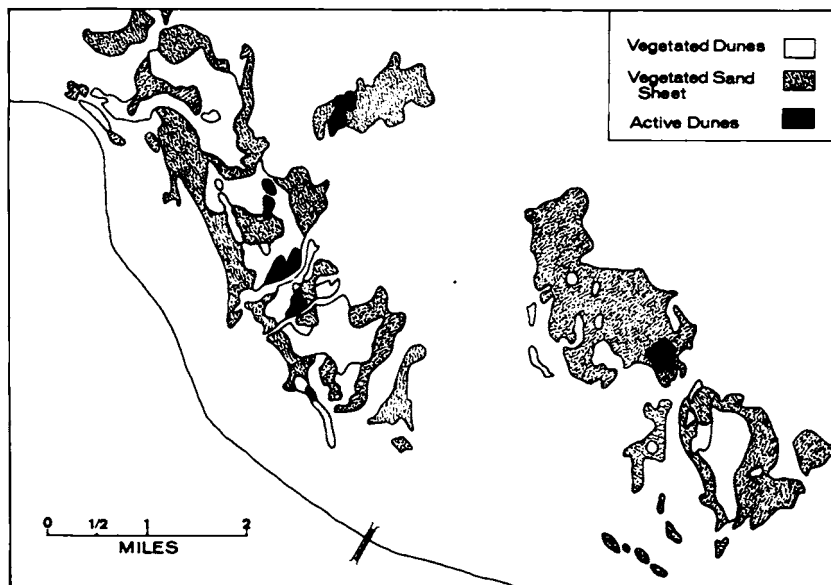 Vegetated Dunes
Vegetated Sand
Sheet
Active Dunes
0 1/2 1 2
MILES